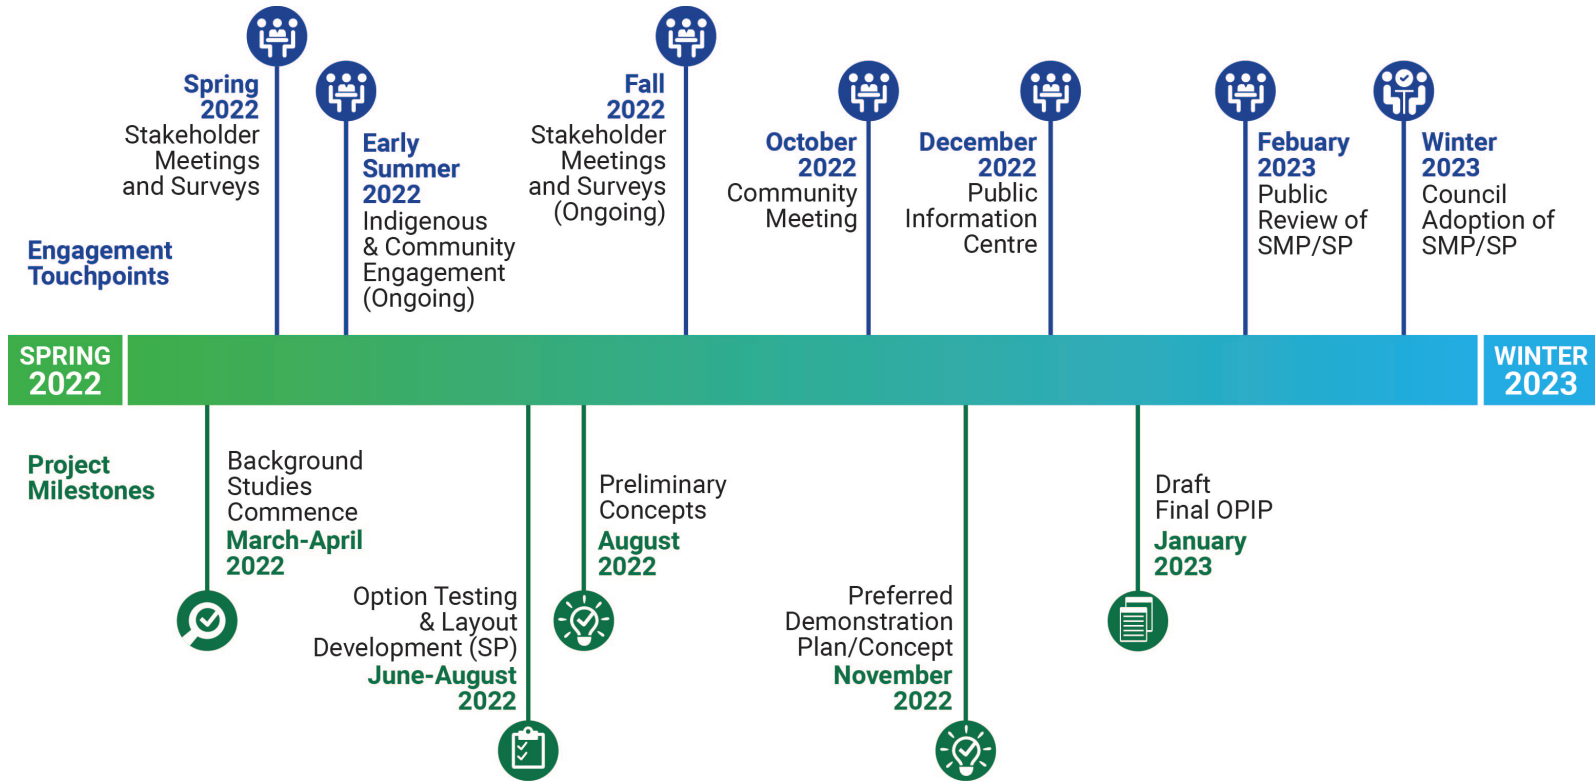 Spring
2022
Stakeholder
Meetings
and Surveys
Early
Summer
2022
Indigenous
& Community
Engagement
(Ongoing)
Fall
2022
Stakeholder
Meetings
and Surveys
(Ongoing)
October
2022
Community
Meeting
December
2022
Public
Information
Centre
Febuary
2023
Public
Review of
SMP/SP
Winter
2023
Council
Adoption of
SMP/SP
Engagement
Touchpoints
SPRING
2022
WINTER
2023
Project
Milestones
Background
Studies
Commence
March-April
2022
Option Testing
& Layout
Development (SP)
June-August
2022
Preliminary
Concepts
August
2022
Preferred
Demonstration
Plan/Concept
November
2022
Draft
Final OPIP
January
2023